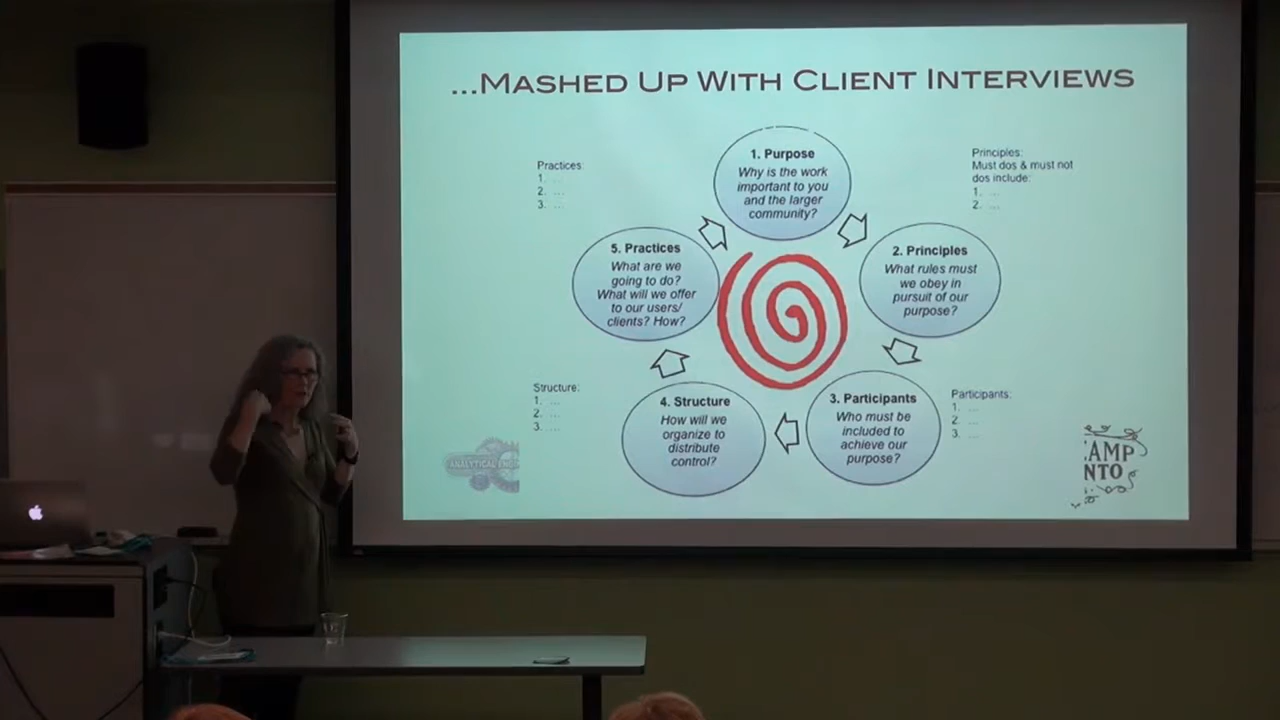 ...MASHED UP WITH CLIENT INTERVIEWS
1. Purpose
Why is the work
important to you
and the larger
community?
Principles:
Must dos & must not
dos include:
1. ...
2. ...
2. Principles
What rules must
we obey in
pursuit of our
purpose?
3. Participants
Who must be
included to
achieve our
purpose?
Participants:
1. ...
2. ...
3. ...
4. Structure
How will we
organize to
distribute
control?
Structure:
1. ...
2. ...
3. ...
5. Practices
What are we
going to do?
What will we offer
to our users/
clients? How?
Practices:
1. ...
2. ...
3. ...
ANALYTICAL ENG
AMP
NTO